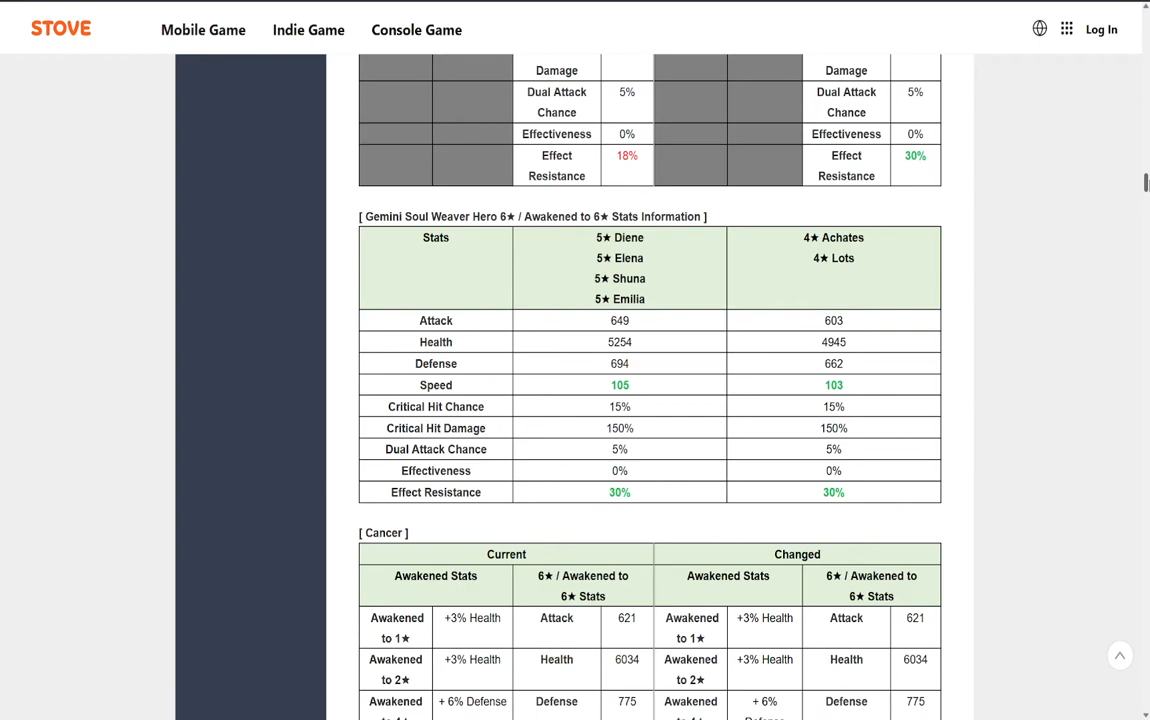 STOVE Mobile Game Indie Game Console Game Log In
Damage Damage
Dual Attack 5% Dual Attack 5%
Chance Chance
Effectiveness 0% Effectiveness 0%
Effect 18% Effect 30%
Resistance Resistance
[ Gemini Soul Weaver Hero 6★ / Awakened to 6★ Stats Information ]
Stats 5★ Diene 4★ Achates
5★ Elena 4★ Lots
5★ Shuna
5★ Emilia
Attack 649 603
Health 5254 4945
Defense 694 662
Speed 105 103
Critical Hit Chance 15% 15%
Critical Hit Damage 150% 150%
Dual Attack Chance 5% 5%
Effectiveness 0% 0%
Effect Resistance 30% 30%
[ Cancer ]
Current Changed
Awakened Stats 6★ / Awakened to Awakened Stats 6★ / Awakened to
6★ Stats 6★ Stats
Awakened +3% Health Attack 621 Awakened +3% Health Attack 621
to 1★ to 1★
Awakened +3% Health Health 6034 Awakened +3% Health Health 6034
to 2★ to 2★
Awakened + 6% Defense Defense 775 Awakened + 6% Defense 775